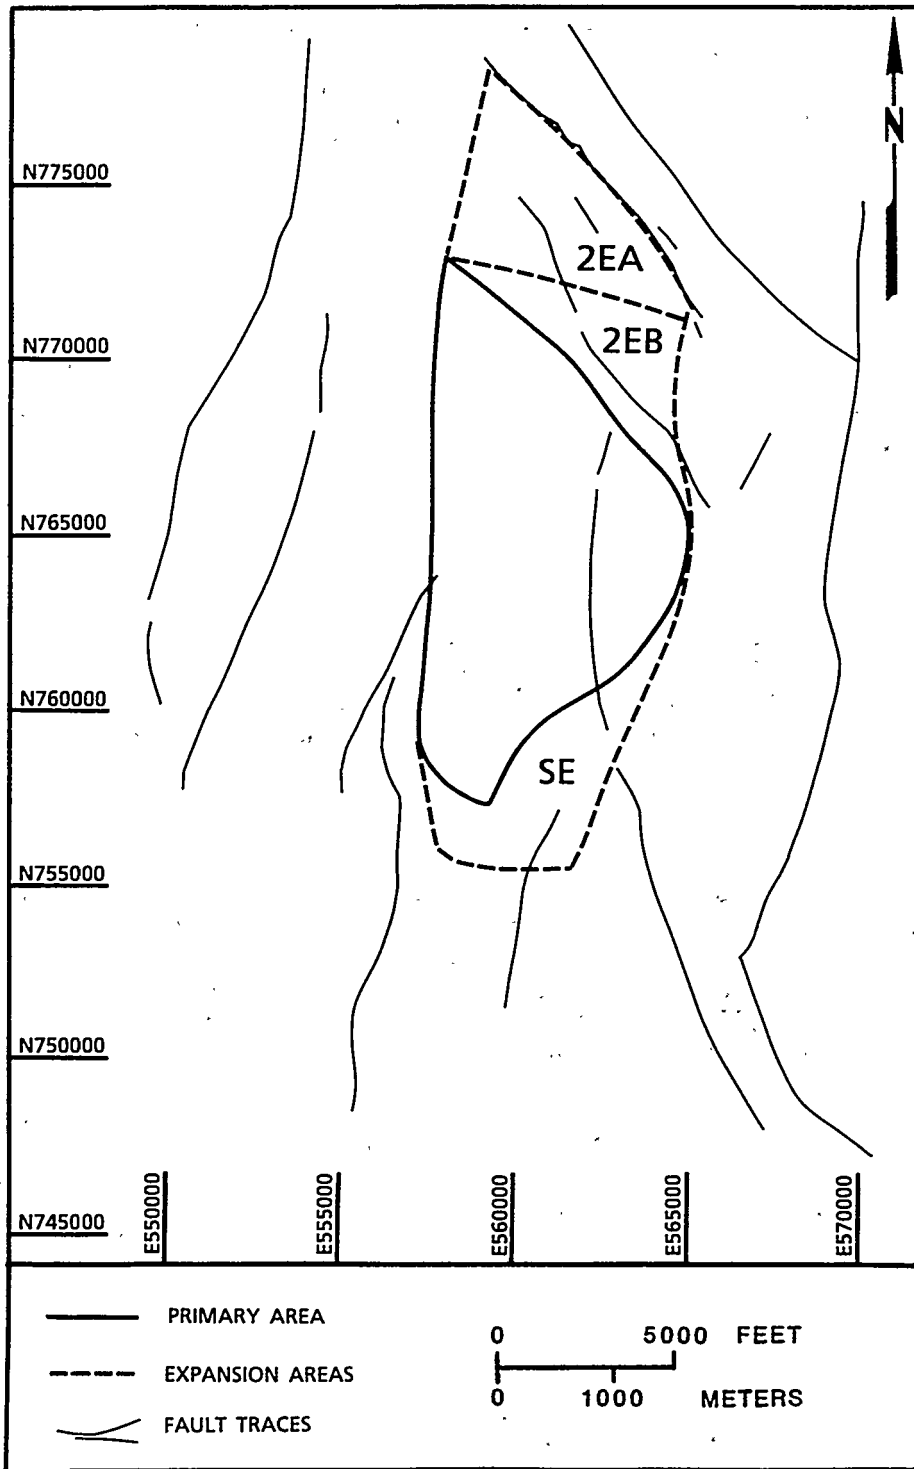 N
N775000
2EA
2EB
N770000
N765000
N760000
SE
N755000
N750000
N745000
E550000
E555000
E560000
E565000
E570000
PRIMARY AREA
EXPANSION AREAS
FAULT TRACES
0 5000 FEET
0 1000 METERS